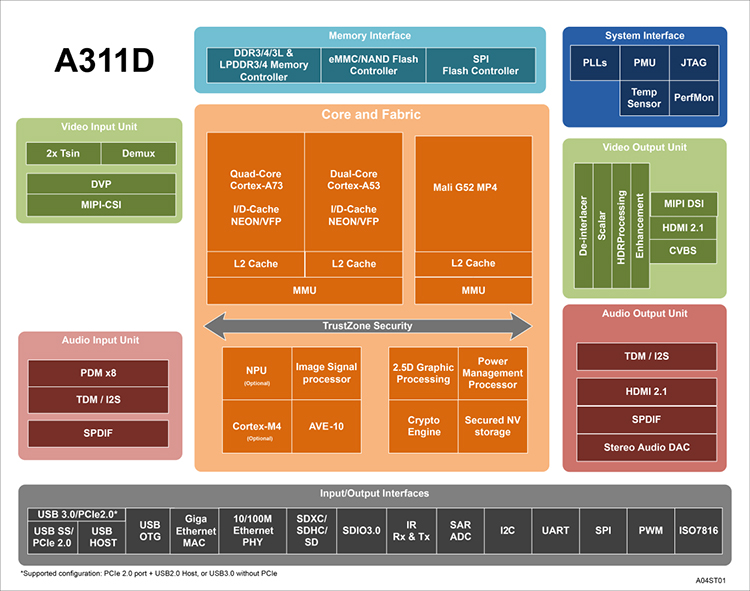 A311D
Memory Interface
DDR3/4/3L &
LPDDR3/4 Memory
Controller
eMMC/NAND Flash
Controller
SPI
Flash Controller
System Interface
PLLs
PMU
JTAG
Temp
Sensor
PerfMon
Video Input Unit
2x Tsin
Demux
DVP
MIPI-CSI
Core and Fabric
Quad-Core
Cortex-A73
I/D-Cache
NEON/VFP
Dual-Core
Cortex-A53
I/D-Cache
NEON/VFP
Mali G52 MP4
L2 Cache
L2 Cache
L2 Cache
MMU
MMU
TrustZone Security
NPU
(Optional)
Image Signal
processor
Cortex-M4
(Optional)
AVE-10
2.5D Graphic
Processing
Power
Management
Processor
Crypto
Engine
Secured NV
storage
Video Output Unit
De-interlacer
Scalar
HDRProcessing
Enhancement
MIPI DSI
HDMI 2.1
CVBS
Audio Input Unit
PDM x8
TDM / I2S
SPDIF
Audio Output Unit
TDM / I2S
HDMI 2.1
SPDIF
Stereo Audio DAC
Input/Output Interfaces
USB 3.0/PCIe2.0*
USB SS/
PCIe 2.0
USB
HOST
USB
OTG
Giga
Ethernet
MAC
10/100M
Ethernet
PHY
SDXC/
SDHC/
SD
SDIO3.0
IR
Rx & Tx
SAR
ADC
I2C
UART
SPI
PWM
ISO7816
*Supported configuration: PCIe 2.0 port + USB2.0 Host, or USB3.0 without PCIe
A04ST01